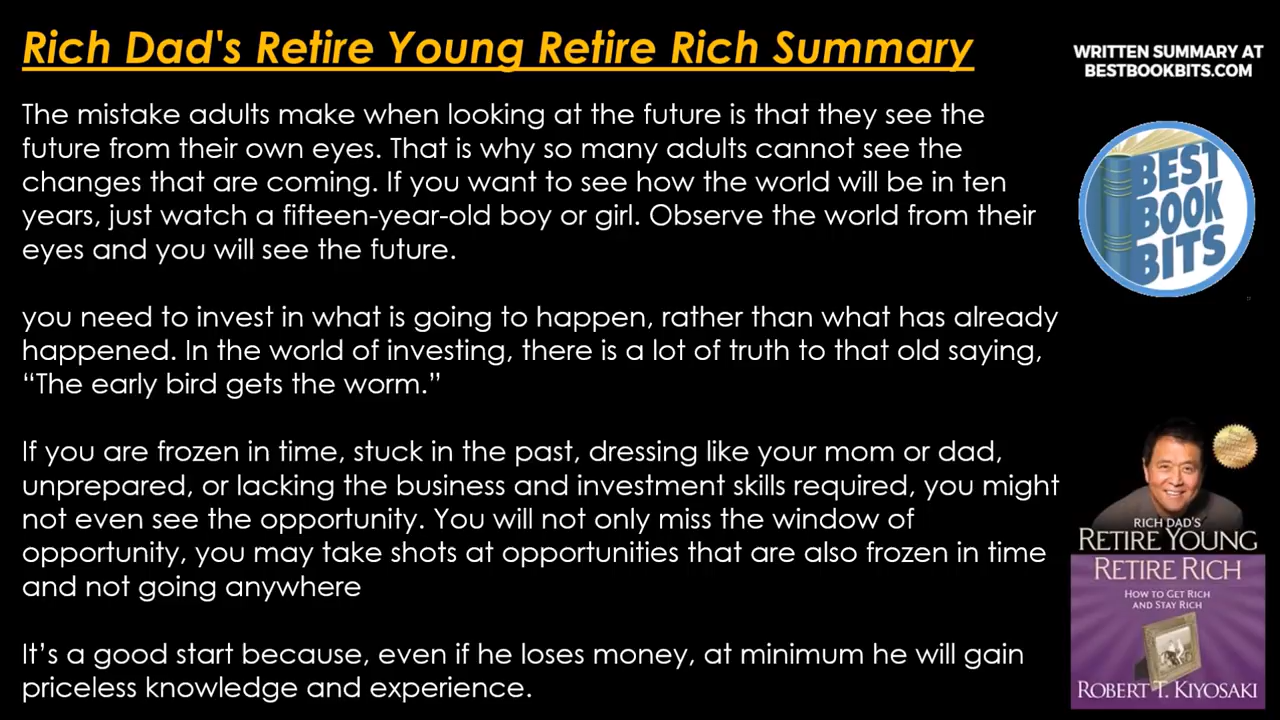 Rich Dad's Retire Young Retire Rich Summary
The mistake adults make when looking at the future is that they see the
future from their own eyes. That is why so many adults cannot see the
changes that are coming. If you want to see how the world will be in ten
years, just watch a fifteen-year-old boy or girl. Observe the world from their
eyes and you will see the future.
you need to invest in what is going to happen, rather than what has already
happened. In the world of investing, there is a lot of truth to that old saying,
“The early bird gets the worm.”
If you are frozen in time, stuck in the past, dressing like your mom or dad,
unprepared, or lacking the business and investment skills required, you might
not even see the opportunity. You will not only miss the window of
opportunity, you may take shots at opportunities that are also frozen in time
and not going anywhere
It’s a good start because, even if he loses money, at minimum he will gain
priceless knowledge and experience.
WRITTEN SUMMARY AT
BESTBOOKBITS.COM
BEST
BOOK
BITS
RICH DAD'S
RETIRE YOUNG
RETIRE RICH
HOW TO GET RICH
AND STAY RICH
ROBERT T. KIYOSAKI